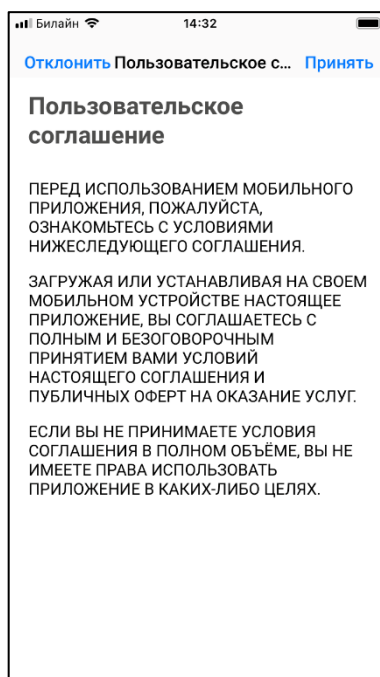 Билайн 14:32
Отклонить Пользовательское с... Принять
Пользовательское
соглашение
ПЕРЕД ИСПОЛЬЗОВАНИЕМ МОБИЛЬНОГО
ПРИЛОЖЕНИЯ, ПОЖАЛУЙСТА,
ОЗНАКОМЬТЕСЬ С УСЛОВИЯМИ
НИЖЕСЛЕДУЮЩЕГО СОГЛАШЕНИЯ.
ЗАГРУЖАЯ ИЛИ УСТАНАВЛИВАЯ НА СВОЕМ
МОБИЛЬНОМ УСТРОЙСТВЕ НАСТОЯЩЕЕ
ПРИЛОЖЕНИЕ, ВЫ СОГЛАШАЕТЕСЬ С
ПОЛНЫМ И БЕЗОГОВОРОЧНЫМ
ПРИНЯТИЕМ ВАМИ УСЛОВИЙ
НАСТОЯЩЕГО СОГЛАШЕНИЯ И
ПУБЛИЧНЫХ ОФЕРТ НА ОКАЗАНИЕ УСЛУГ.
ЕСЛИ ВЫ НЕ ПРИНИМАЕТЕ УСЛОВИЯ
СОГЛАШЕНИЯ В ПОЛНОМ ОБЪЁМЕ, ВЫ НЕ
ИМЕЕТЕ ПРАВА ИСПОЛЬЗОВАТЬ
ПРИЛОЖЕНИЕ В КАКИХ-ЛИБО ЦЕЛЯХ.